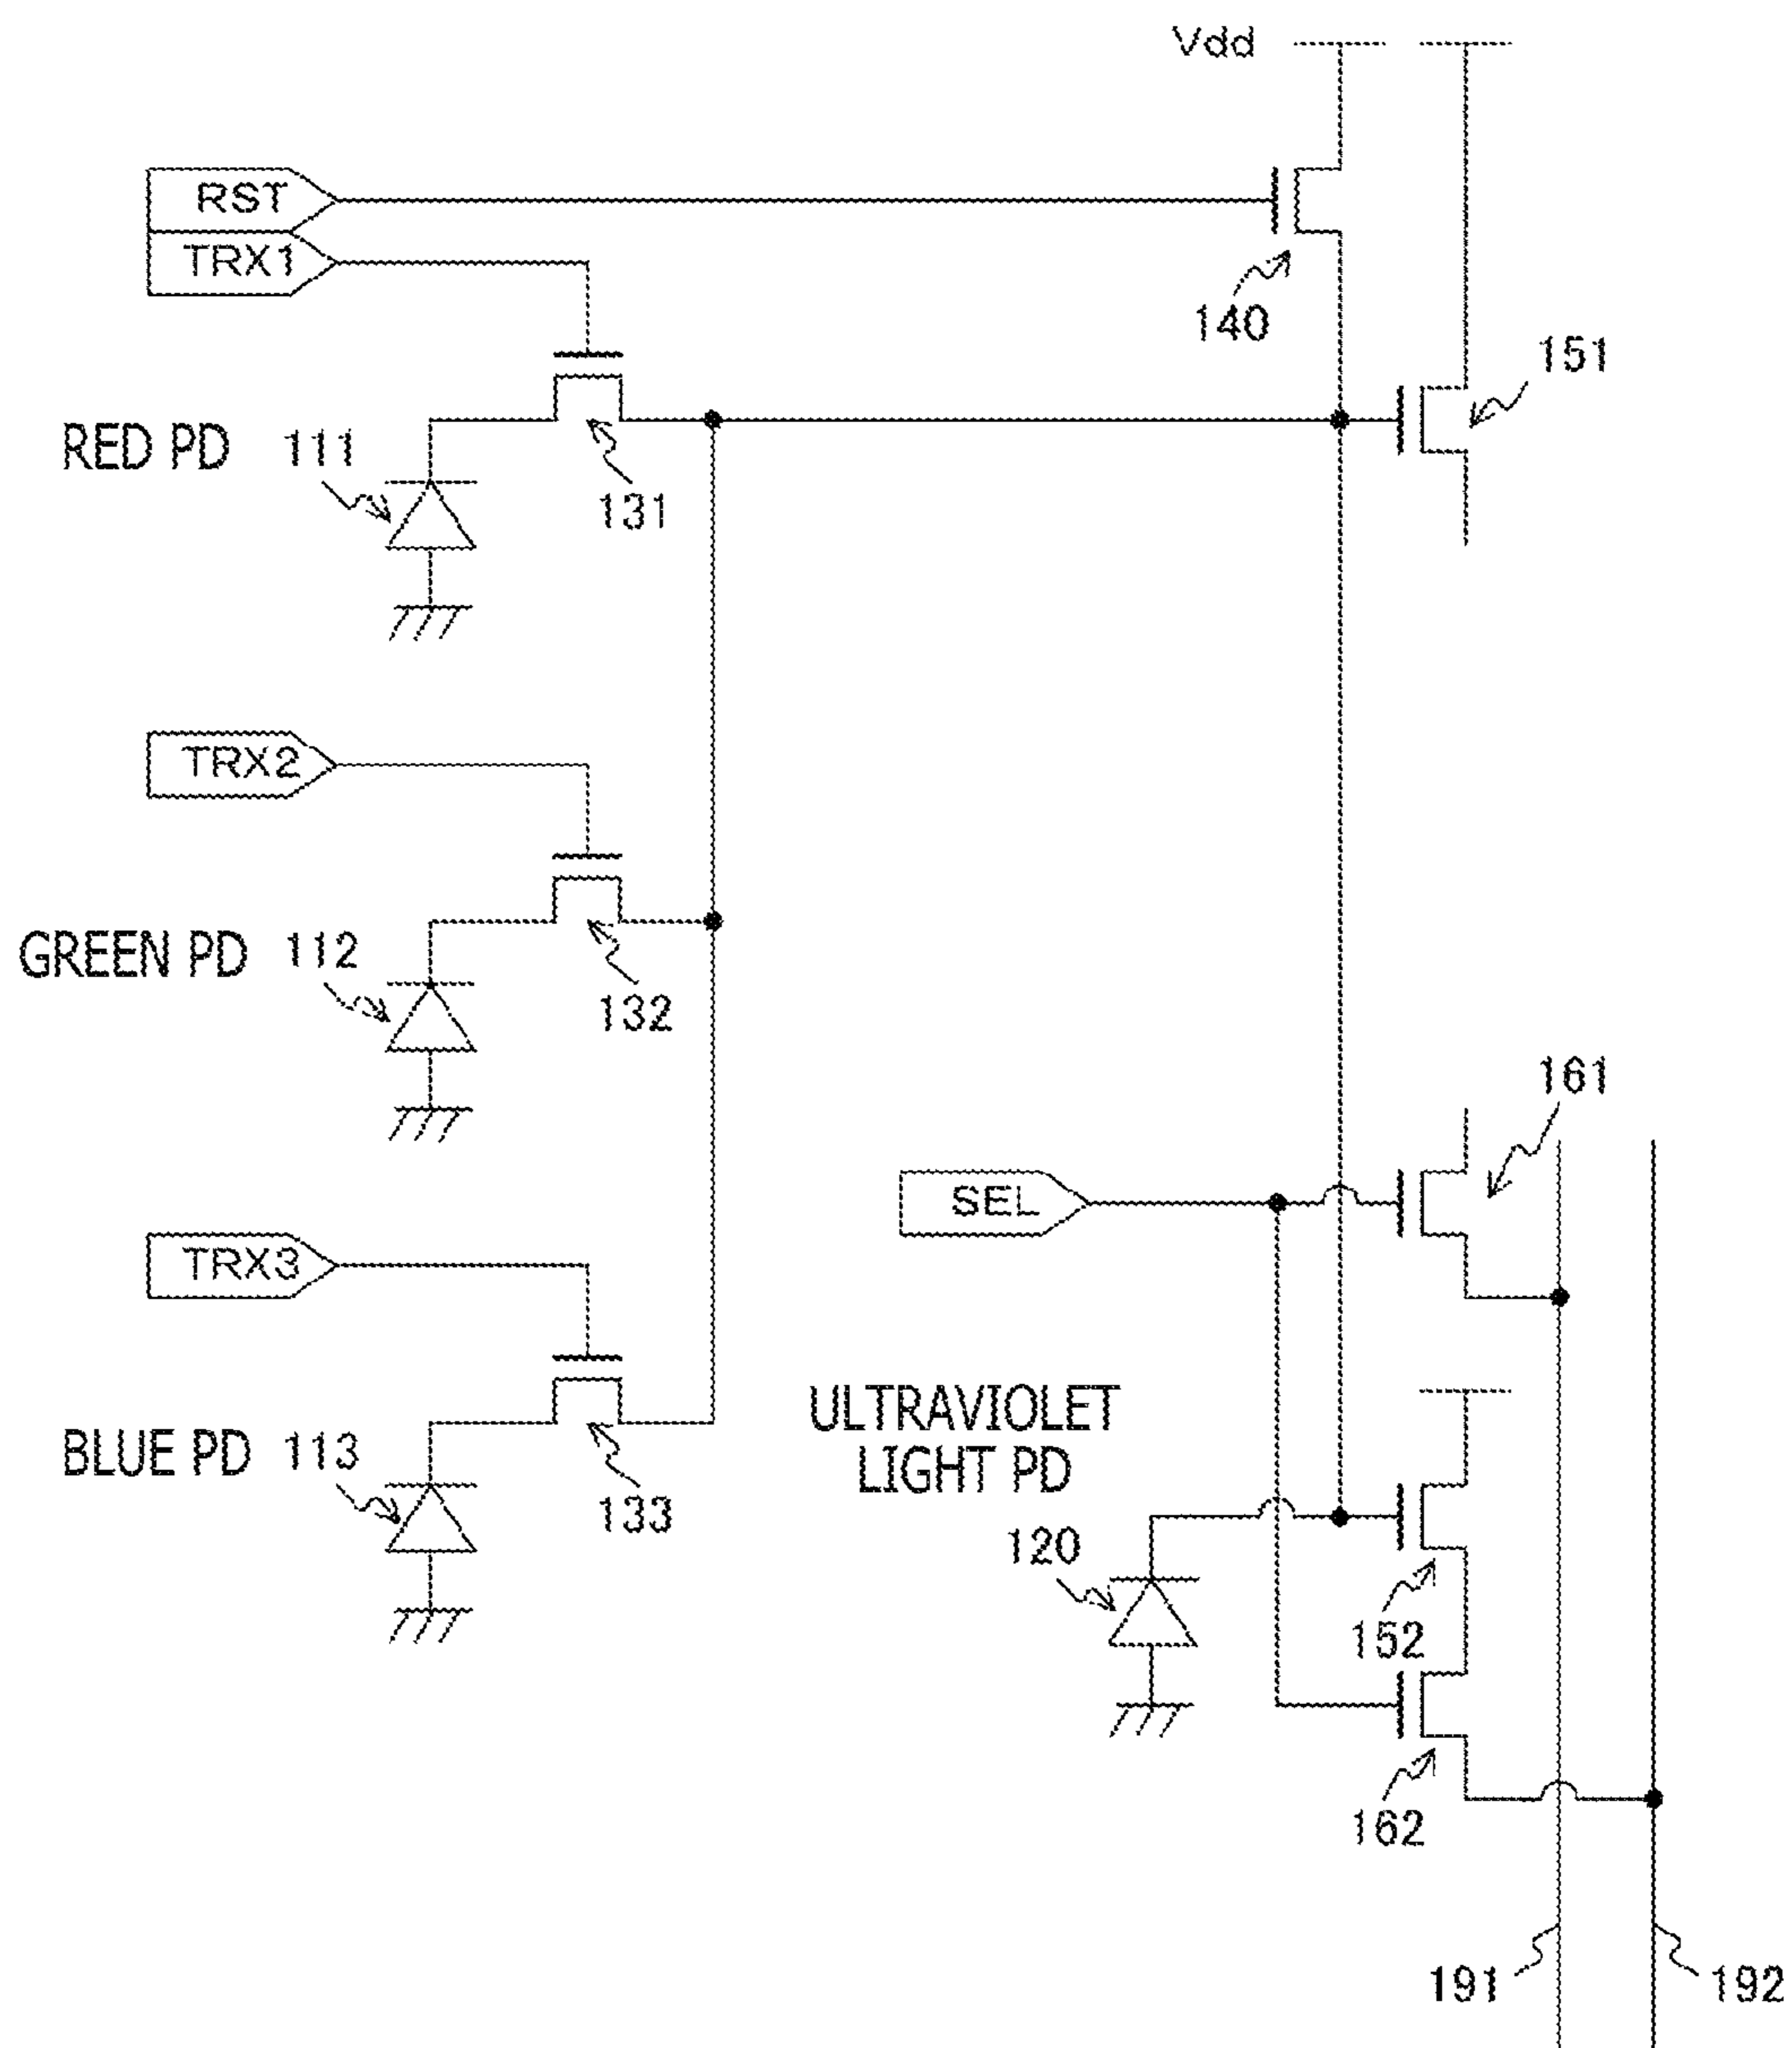 Vdd
RST
TRX1
140
151
RED PD 111
131
TRX2
GREEN PD 112
132
161
SEL
TRX3
ULTRAVIOLET
LIGHT PD
BLUE PD 113
133
120
152
162
191
192